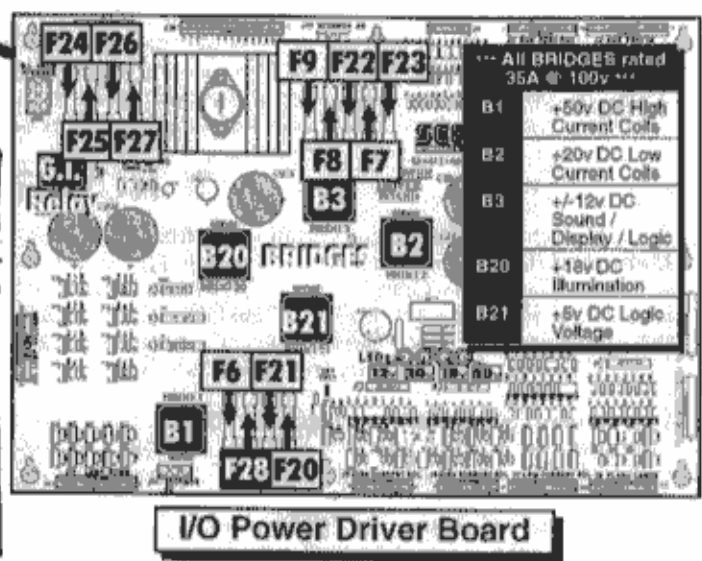 F24 F26
F25 F27
G.I.
Relay
F9 F22 F23
F8 F7
B3
B20 BRIDGES B2
B21
F6 F21
B1
F28 F20
*** All BRIDGES rated
35A @ 100v ***
B1 +50v DC High
Current Coils
B2 +20v DC Low
Current Coils
B3 +/-12v DC
Sound /
Display / Logic
B20 +18v DC
Illumination
B21 +5v DC Logic
Voltage
I/O Power Driver Board